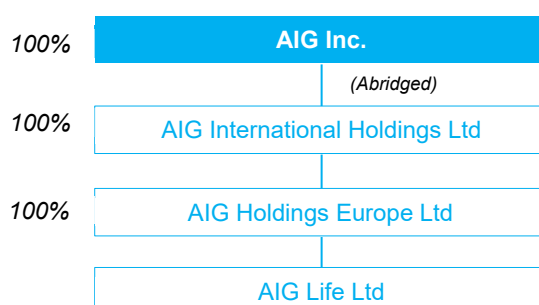 100% AIG Inc.
(Abridged)
100% AIG International Holdings Ltd
100% AIG Holdings Europe Ltd
AIG Life Ltd